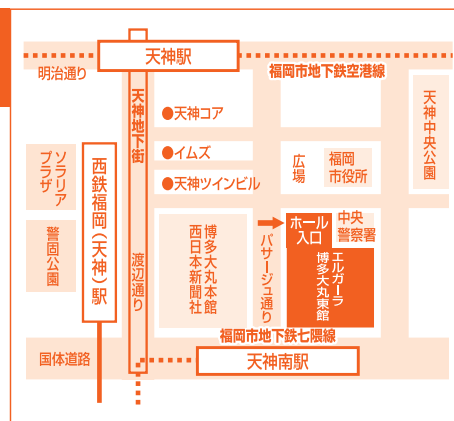 天神駅
明治通り
福岡市地下鉄空港線
天神地下街
●天神コア
●イムズ
●天神ツインビル
天神中央公園
広場
福岡
市役所
ソラリア
プラザ
西鉄福岡(天神)駅
警固公園
渡辺通り
博多大丸本館
西日本新聞社
パサージュ通り
ホール
入口
中央
警察署
エルガーラ
博多大丸東館
福岡市地下鉄七隈線
国体道路
天神南駅